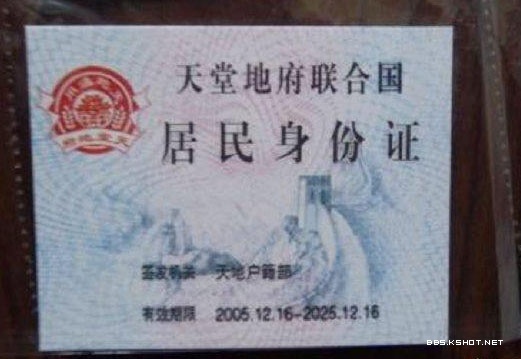 天堂地府联合国
居民身份证
签发机关 天地户籍部
有效期限 2005.12.16-2025.12.16
BBS.KSHOT.NET